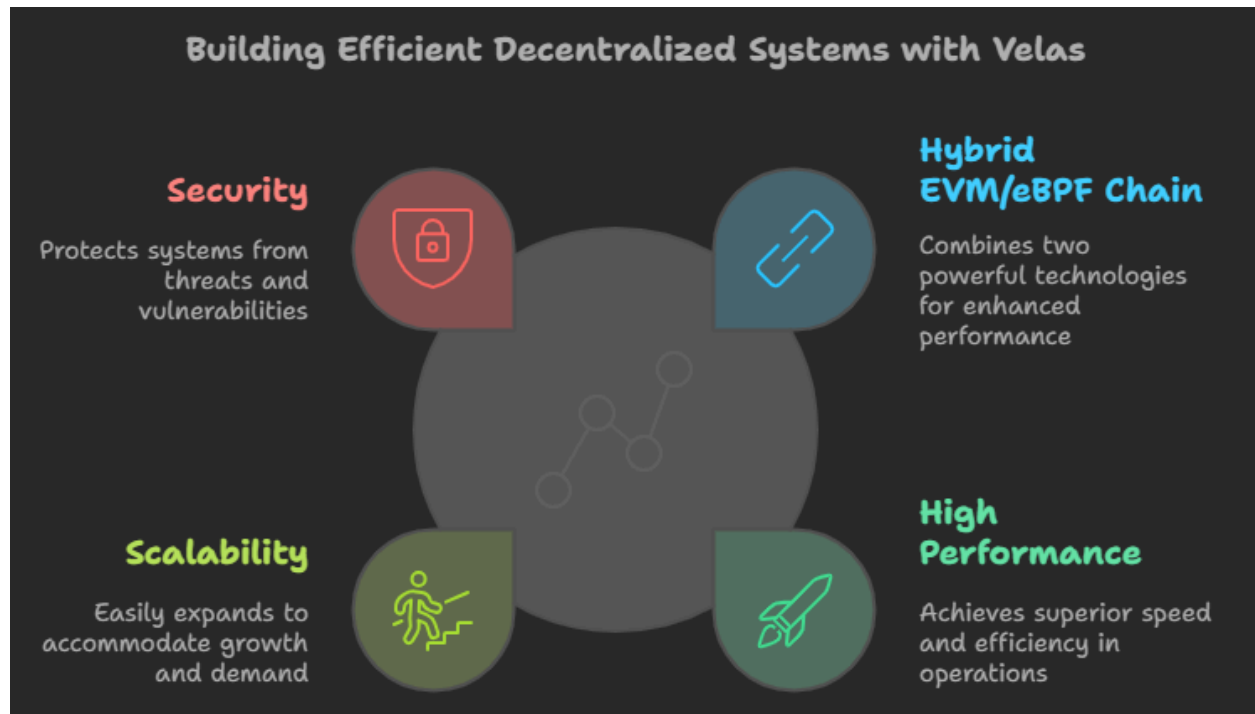 Building Efficient Decentralized Systems with Velas
Security
Protects systems from
threats and
vulnerabilities
Hybrid
EVM/eBPF Chain
Combines two
powerful technologies
for enhanced
performance
Scalability
Easily expands to
accommodate growth
and demand
High
Performance
Achieves superior speed
and efficiency in
operations